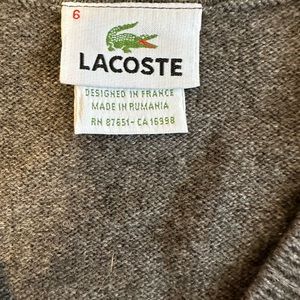 6
LACOSTE
DESIGNED IN FRANCE
MADE IN RUMANIA
RN 87651-CA 16998